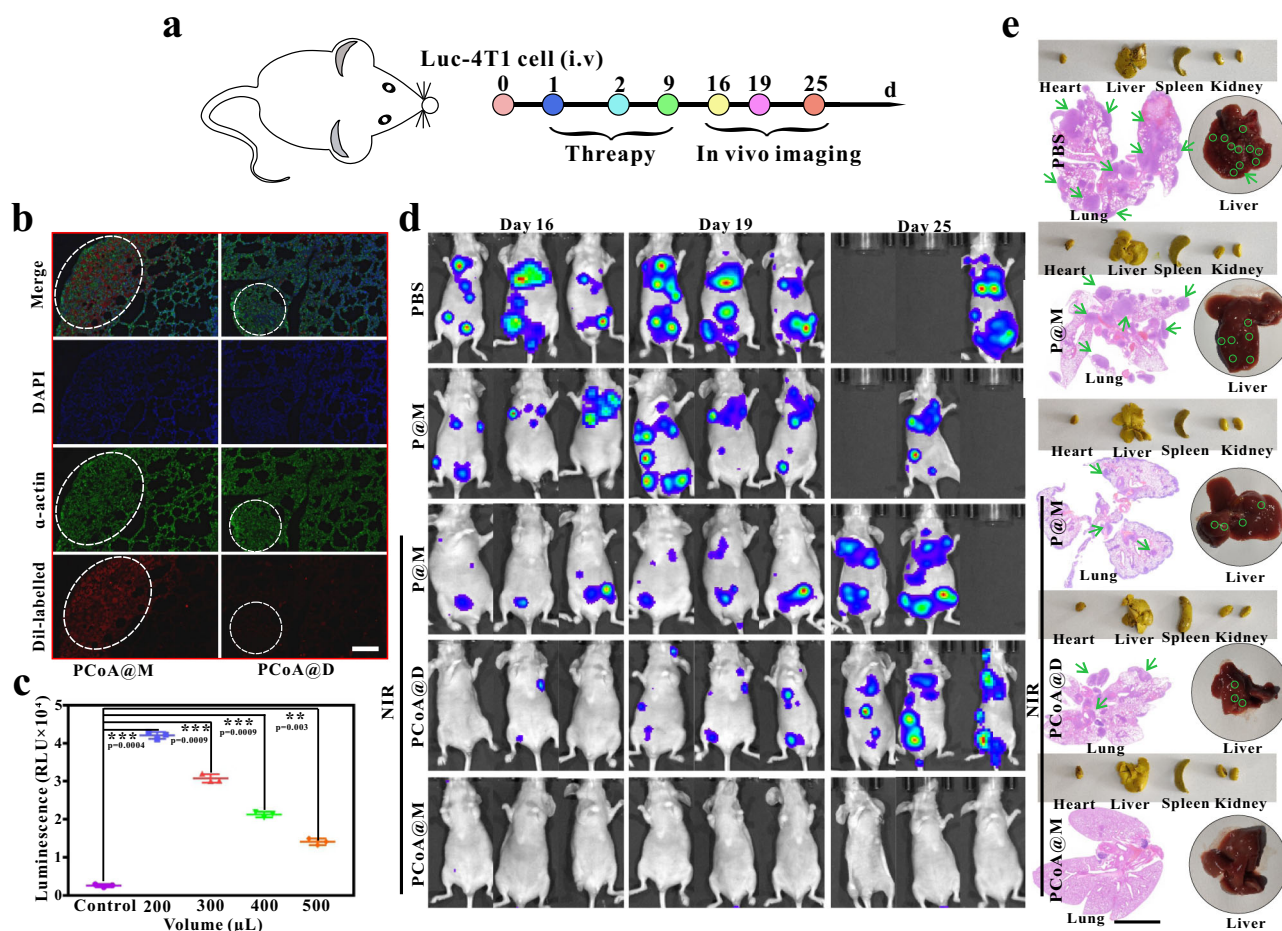 a
Luc-4T1 cell (i.v)
0 1 2 9 16 19 25 d
Threapy In vivo imaging
b
Merge
DAPI
α-actin
Dil-labelled
PCoA@M PCoA@D
c
Luminescence (RLU×10⁴)
5
4
3
2
1
0
*** *** *** **
p=0.0004 p=0.0009 p=0.0009 p=0.003
Control 200 300 400 500
Volume (μL)
d
Day 16 Day 19 Day 25
PBS
P@M
P@M
PCoA@D
PCoA@M
NIR
e
Heart Liver Spleen Kidney
PBS
Lung Liver
Heart Liver Spleen Kidney
P@M
Lung Liver
Heart Liver Spleen Kidney
P@M
Lung Liver
Heart Liver Spleen Kidney
PCoA@D
Lung Liver
Heart Liver Spleen Kidney
PCoA@M
Lung Liver
NIR